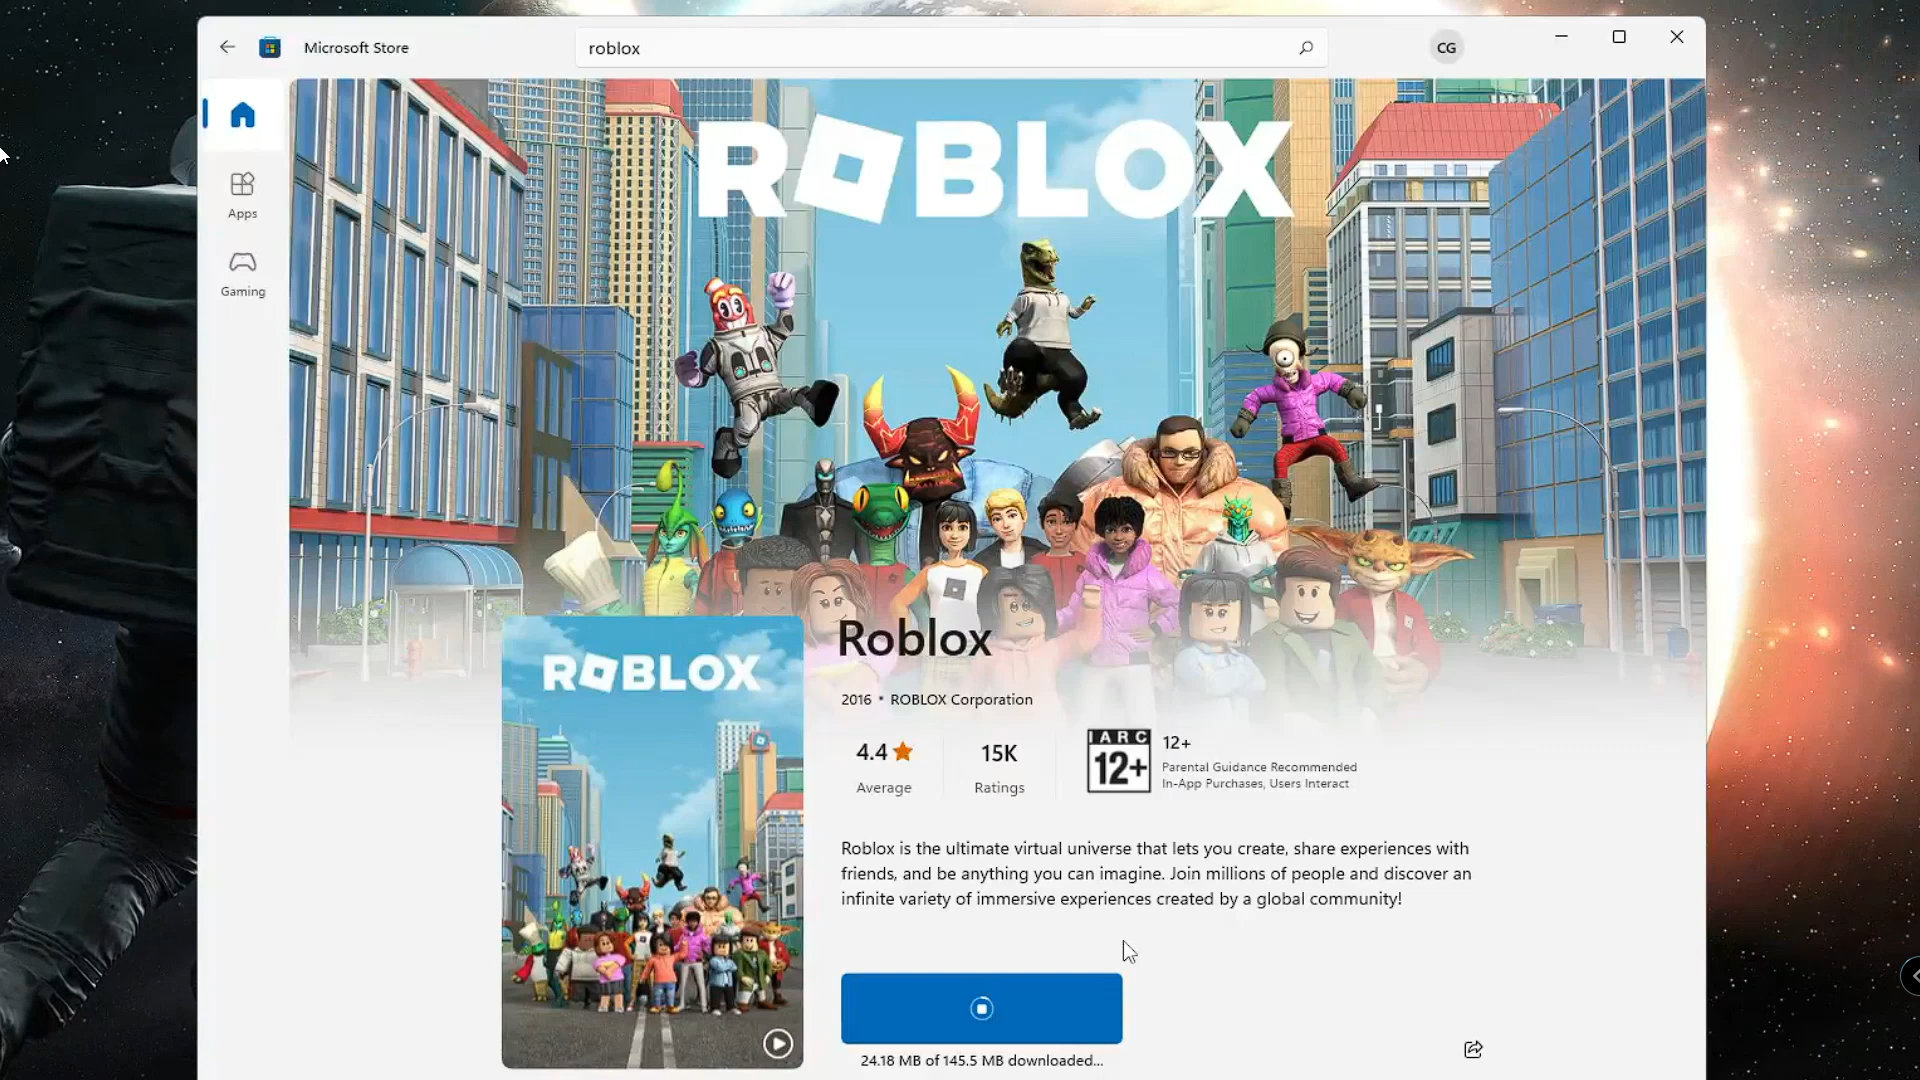 Microsoft Store
roblox
CG
Apps
Gaming
ROBLOX
ROBLOX
Roblox
2016 • ROBLOX Corporation
4.4
Average
15K
Ratings
IARC
12+
12+
Parental Guidance Recommended
In-App Purchases, Users Interact
Roblox is the ultimate virtual universe that lets you create, share experiences with
friends, and be anything you can imagine. Join millions of people and discover an
infinite variety of immersive experiences created by a global community!
24.18 MB of 145.5 MB downloaded...